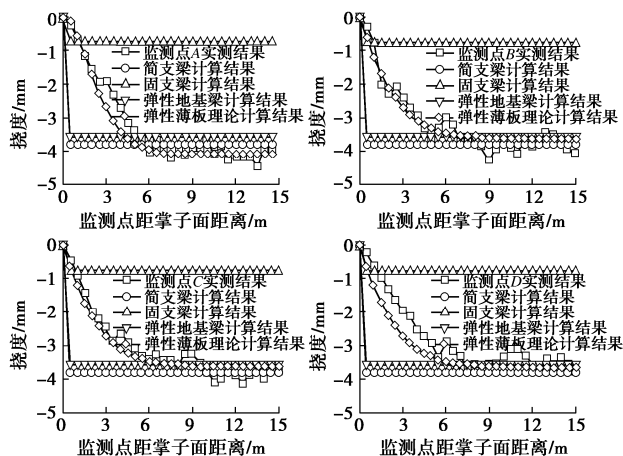 0
−1
−2
−3
−4
−5
挠度/mm
监测点A实测结果
简支梁计算结果
固支梁计算结果
弹性地基梁计算结果
弹性薄板理论计算结果
0 3 6 9 12 15
监测点距掌子面距离/m
0
−1
−2
−3
−4
−5
挠度/mm
监测点B实测结果
简支梁计算结果
固支梁计算结果
弹性地基梁计算结果
弹性薄板理论计算结果
0 3 6 9 12 15
监测点距掌子面距离/m
0
−1
−2
−3
−4
−5
挠度/mm
监测点C实测结果
简支梁计算结果
固支梁计算结果
弹性地基梁计算结果
弹性薄板理论计算结果
0 3 6 9 12 15
监测点距掌子面距离/m
0
−1
−2
−3
−4
−5
挠度/mm
监测点D实测结果
简支梁计算结果
固支梁计算结果
弹性地基梁计算结果
弹性薄板理论计算结果
0 3 6 9 12 15
监测点距掌子面距离/m